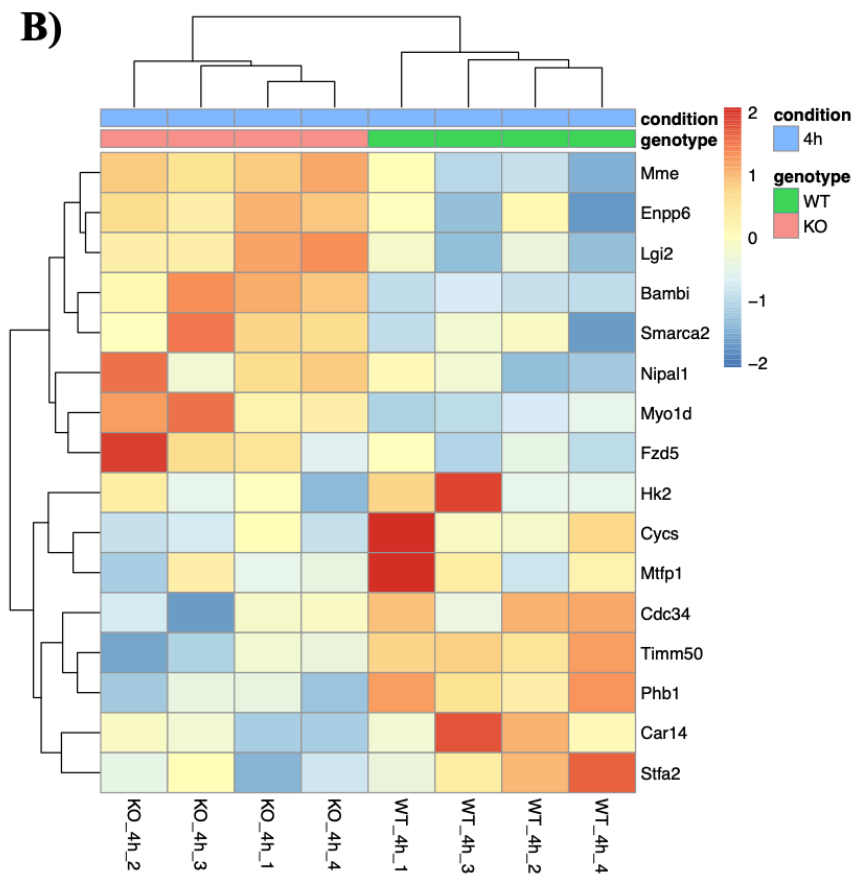 B)
condition
genotype
Mme
Enpp6
Lgi2
Bambi
Smarca2
Nipal1
Myo1d
Fzd5
Hk2
Cycs
Mtfp1
Cdc34
Timm50
Phb1
Car14
Stfa2
2
1
0
−1
−2
condition
4h
genotype
WT
KO
KO_4h_2
KO_4h_3
KO_4h_1
KO_4h_4
WT_4h_1
WT_4h_3
WT_4h_2
WT_4h_4